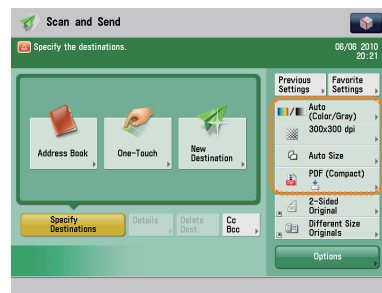 Scan and Send
Specify the destinations.
06/06 2010
20:21
Previous
Settings
Favorite
Settings
Auto
(Color/Gray)
300x300 dpi
Auto Size
PDF (Compact)
2-Sided
Original
Different Size
Originals
Options
Address Book
One-Touch
New
Destination
Specify
Destinations
Details
Delete
Dest.
Cc
Bcc